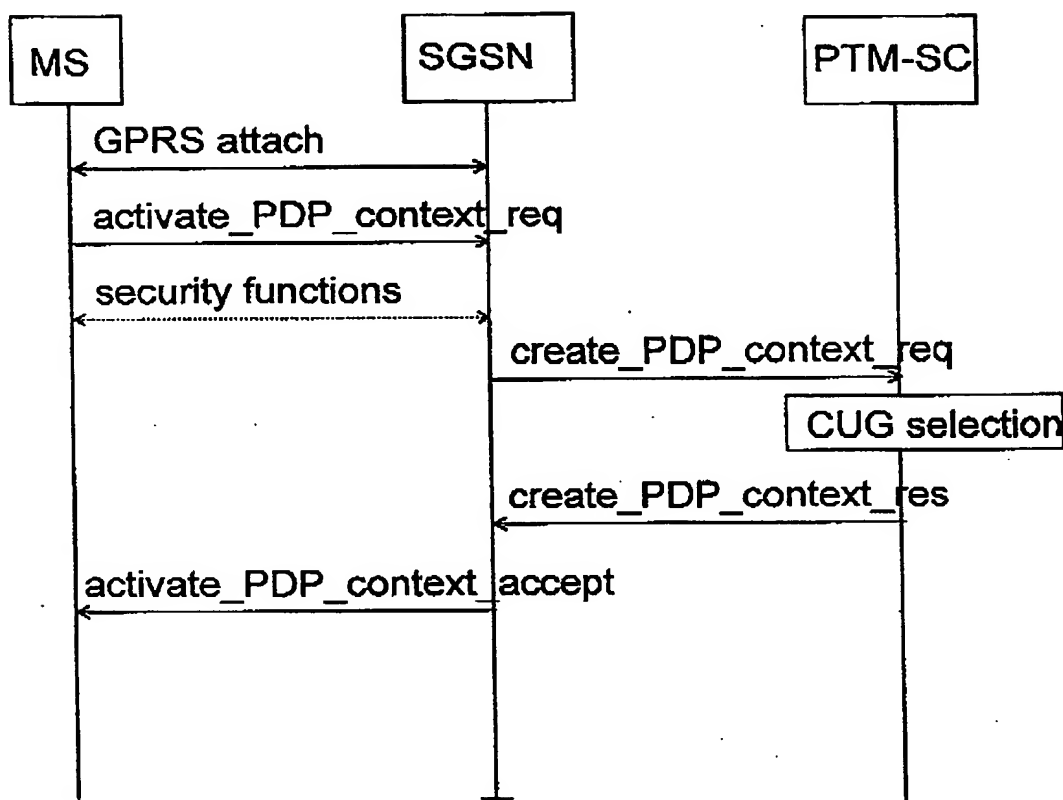 MS
SGSN
PTM-SC
GPRS attach
activate_PDP_context_req
security functions
create_PDP_context_req
CUG selection
create_PDP_context_res
activate_PDP_context_accept